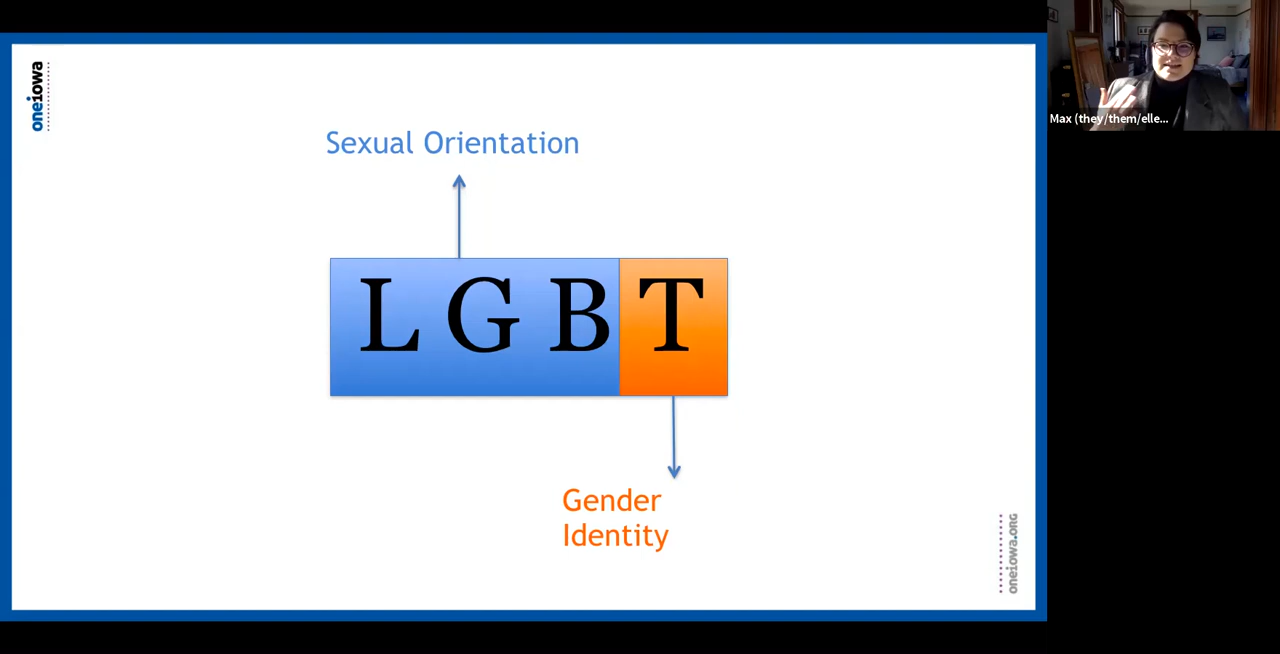 oneiowa
Sexual Orientation
L G B T
Gender
Identity
oneiowa.ORG
Max (they/them/elle...